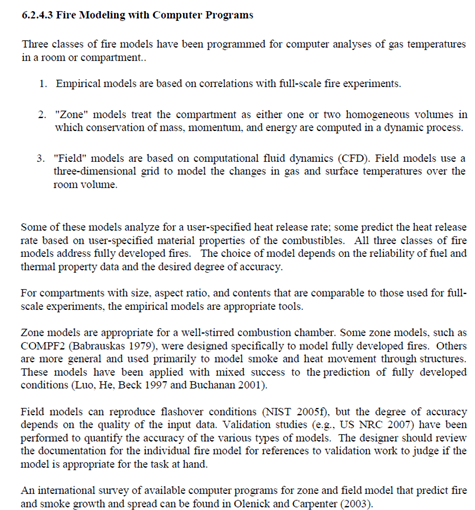 6.2.4.3 Fire Modeling with Computer Programs
Three classes of fire models have been programmed for computer analyses of gas temperatures
in a room or compartment..
1. Empirical models are based on correlations with full-scale fire experiments.
2. "Zone" models treat the compartment as either one or two homogeneous volumes in
which conservation of mass, momentum, and energy are computed in a dynamic process.
3. "Field" models are based on computational fluid dynamics (CFD). Field models use a
three-dimensional grid to model the changes in gas and surface temperatures over the
room volume.
Some of these models analyze for a user-specified heat release rate; some predict the heat release
rate based on user-specified material properties of the combustibles. All three classes of fire
models address fully developed fires. The choice of model depends on the reliability of fuel and
thermal property data and the desired degree of accuracy.
For compartments with size, aspect ratio, and contents that are comparable to those used for full-
scale experiments, the empirical models are appropriate tools.
Zone models are appropriate for a well-stirred combustion chamber. Some zone models, such as
COMPF2 (Babrauskas 1979), were designed specifically to model fully developed fires. Others
are more general and used primarily to model smoke and heat movement through structures.
These models have been applied with mixed success to the prediction of fully developed
conditions (Luo, He, Beck 1997 and Buchanan 2001).
Field models can reproduce flashover conditions (NIST 2005f), but the degree of accuracy
depends on the quality of the input data. Validation studies (e.g., US NRC 2007) have been
performed to quantify the accuracy of the various types of models. The designer should review
the documentation for the individual fire model for references to validation work to judge if the
model is appropriate for the task at hand.
An international survey of available computer programs for zone and field model that predict fire
and smoke growth and spread can be found in Olenick and Carpenter (2003).